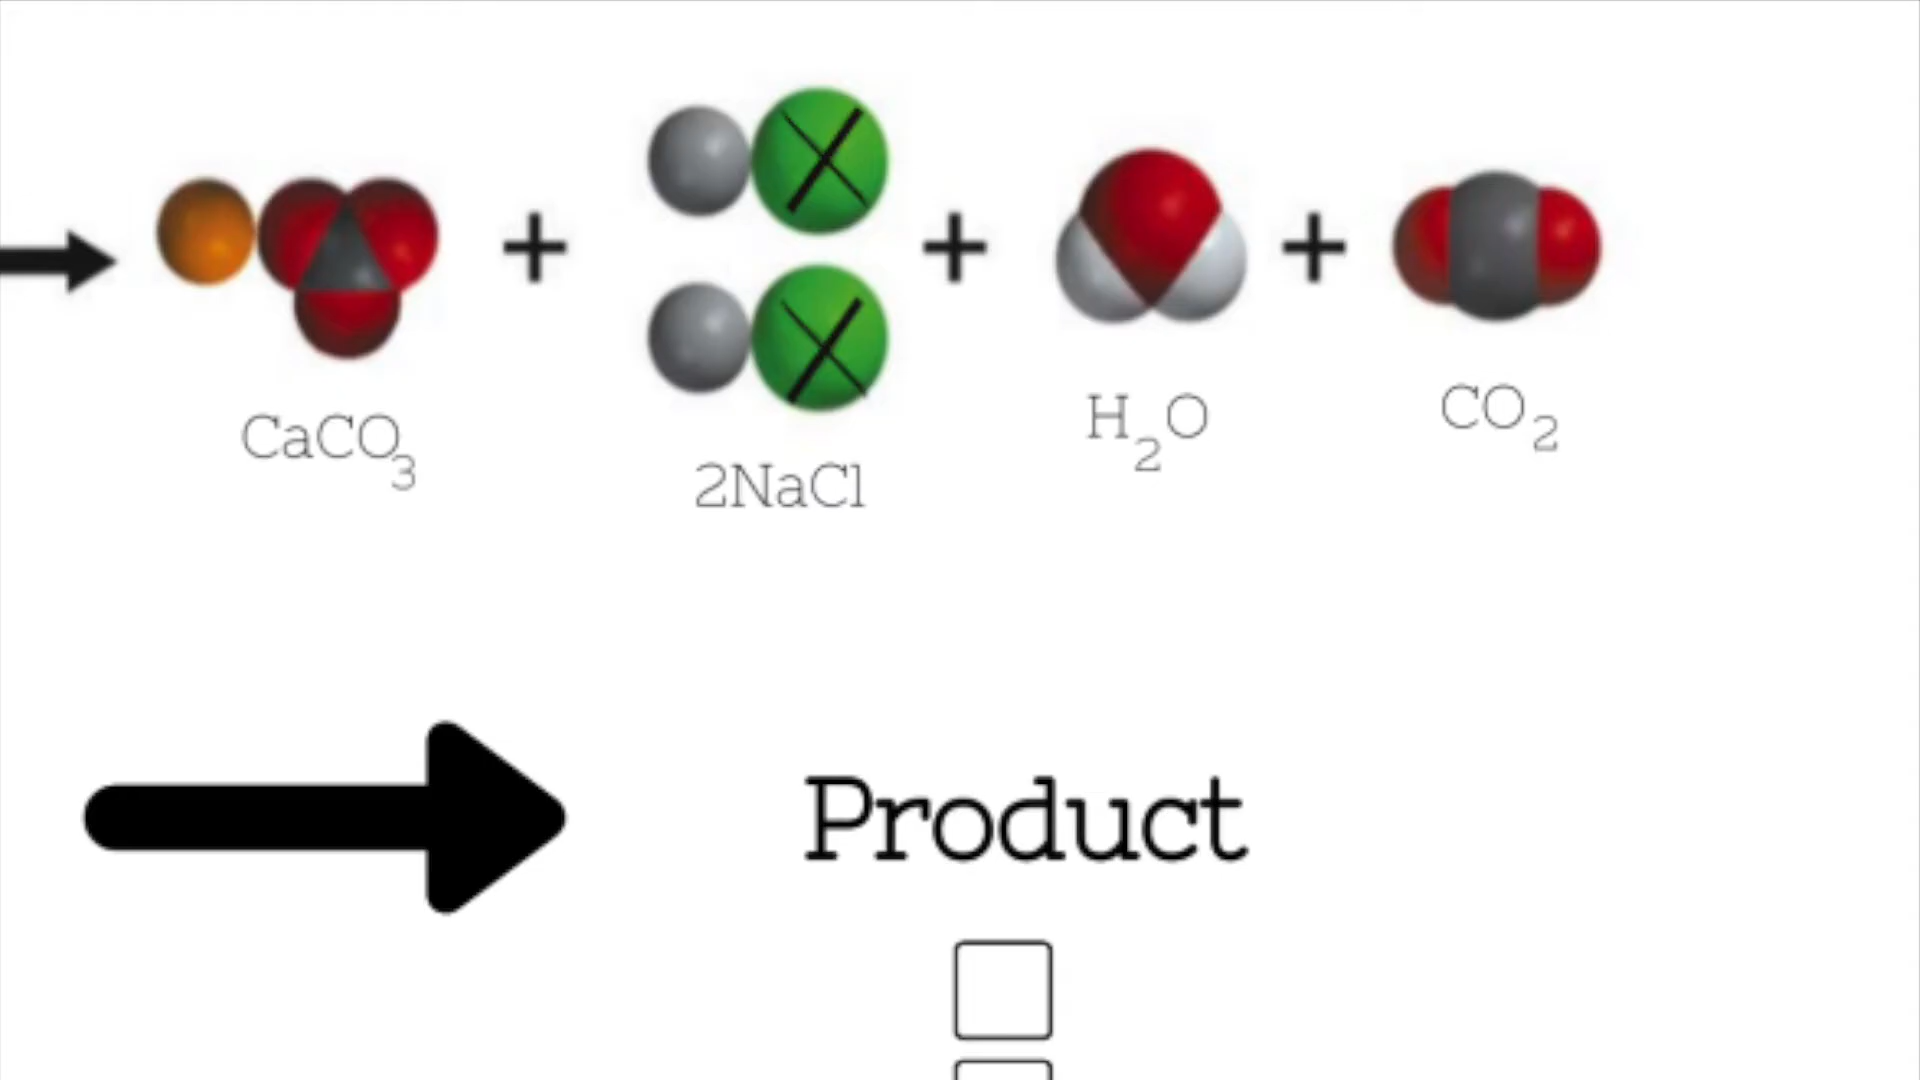 CaCO₃ + 2NaCl + H₂O + CO₂
Product